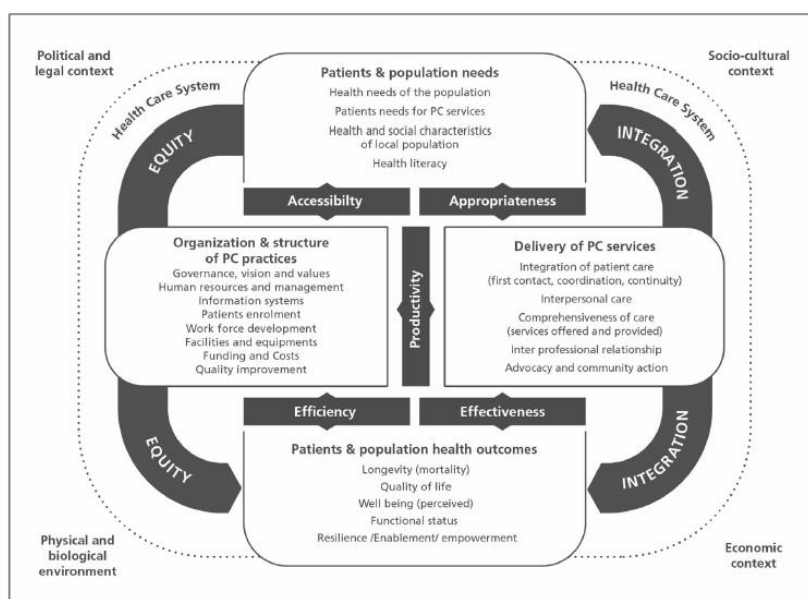 Political and
legal context
Socio-cultural
context
Health Care System
Health Care System
EQUITY
INTEGRATION
Patients & population needs
Health needs of the population
Patients needs for PC services
Health and social characteristics
of local population
Health literacy
Accessibilty
Appropriateness
Organization & structure
of PC practices
Governance, vision and values
Human resources and management
Information systems
Patients enrolment
Work force development
Facilities and equipments
Funding and Costs
Quality improvement
Productivity
Delivery of PC services
Integration of patient care
(first contact, coordination, continuity)
Interpersonal care
Comprehensiveness of care
(services offered and provided)
Inter professional relationship
Advocacy and community action
Efficiency
Effectiveness
EQUITY
INTEGRATION
Patients & population health outcomes
Longevity (mortality)
Quality of life
Well being (perceived)
Functional status
Resilience /Enablement/ empowerment
Physical and
biological
environment
Economic
context